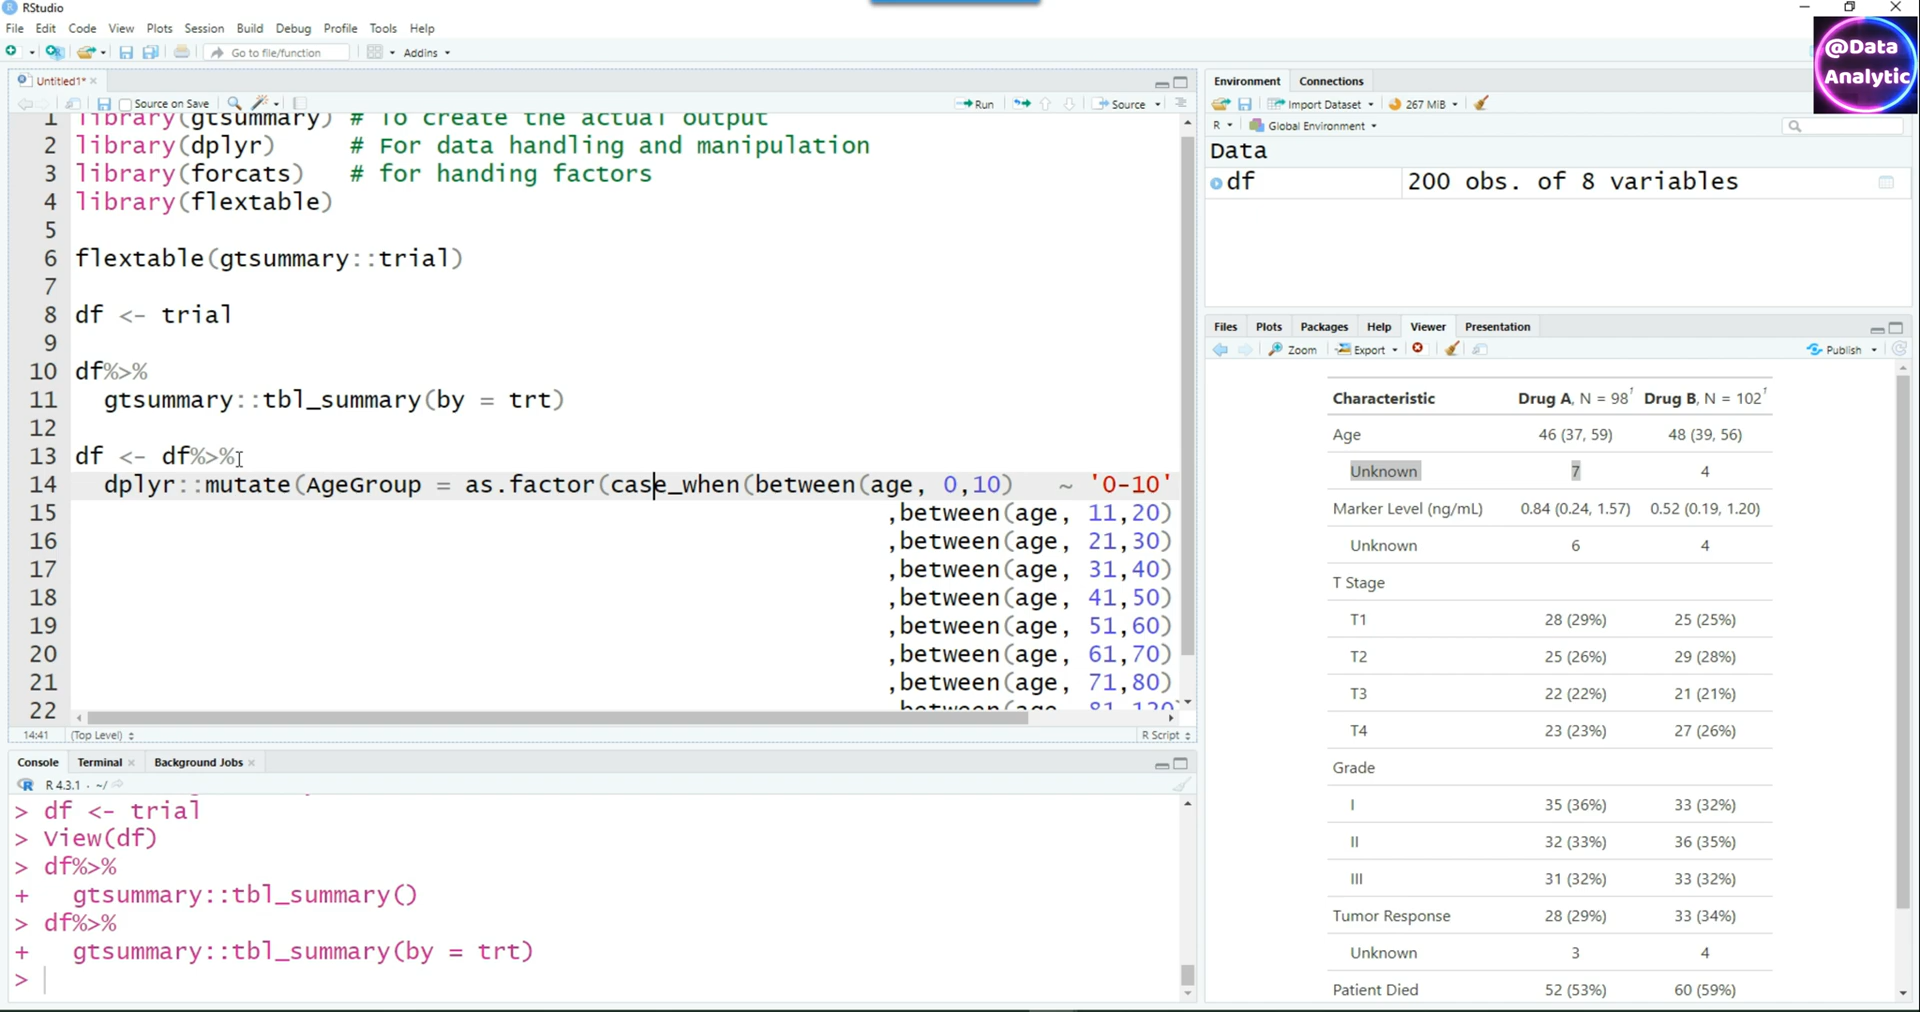 RStudio
File Edit Code View Plots Session Build Debug Profile Tools Help
Go to file/function Addins
Untitled1*
Source on Save Run Source
1 library(gtsummary) # To create the actual output
2 library(dplyr) # For data handling and manipulation
3 library(forcats) # for handing factors
4 library(flextable)
5
6 flextable(gtsummary::trial)
7
8 df <- trial
9
10 df%>%
11 gtsummary::tbl_summary(by = trt)
12
13 df <- df%>%
14 dplyr::mutate(AgeGroup = as.factor(case_when(between(age, 0,10) ~ '0-10'
15 ,between(age, 11,20)
16 ,between(age, 21,30)
17 ,between(age, 31,40)
18 ,between(age, 41,50)
19 ,between(age, 51,60)
20 ,between(age, 61,70)
21 ,between(age, 71,80)
22 ,between(age, 81,120
14:41 (Top Level) R Script
Console Terminal Background Jobs
R 4.3.1 · ~/
> df <- trial
> View(df)
> df%>%
+ gtsummary::tbl_summary()
> df%>%
+ gtsummary::tbl_summary(by = trt)
>
@Data
Analytic
Environment Connections
Import Dataset 267 MiB
R Global Environment
Data
df 200 obs. of 8 variables
Files Plots Packages Help Viewer Presentation
Zoom Export Publish
Characteristic Drug A, N = 98¹ Drug B, N = 102¹
Age 46 (37, 59) 48 (39, 56)
Unknown 7 4
Marker Level (ng/mL) 0.84 (0.24, 1.57) 0.52 (0.19, 1.20)
Unknown 6 4
T Stage
T1 28 (29%) 25 (25%)
T2 25 (26%) 29 (28%)
T3 22 (22%) 21 (21%)
T4 23 (23%) 27 (26%)
Grade
I 35 (36%) 33 (32%)
II 32 (33%) 36 (35%)
III 31 (32%) 33 (32%)
Tumor Response 28 (29%) 33 (34%)
Unknown 3 4
Patient Died 52 (53%) 60 (59%)